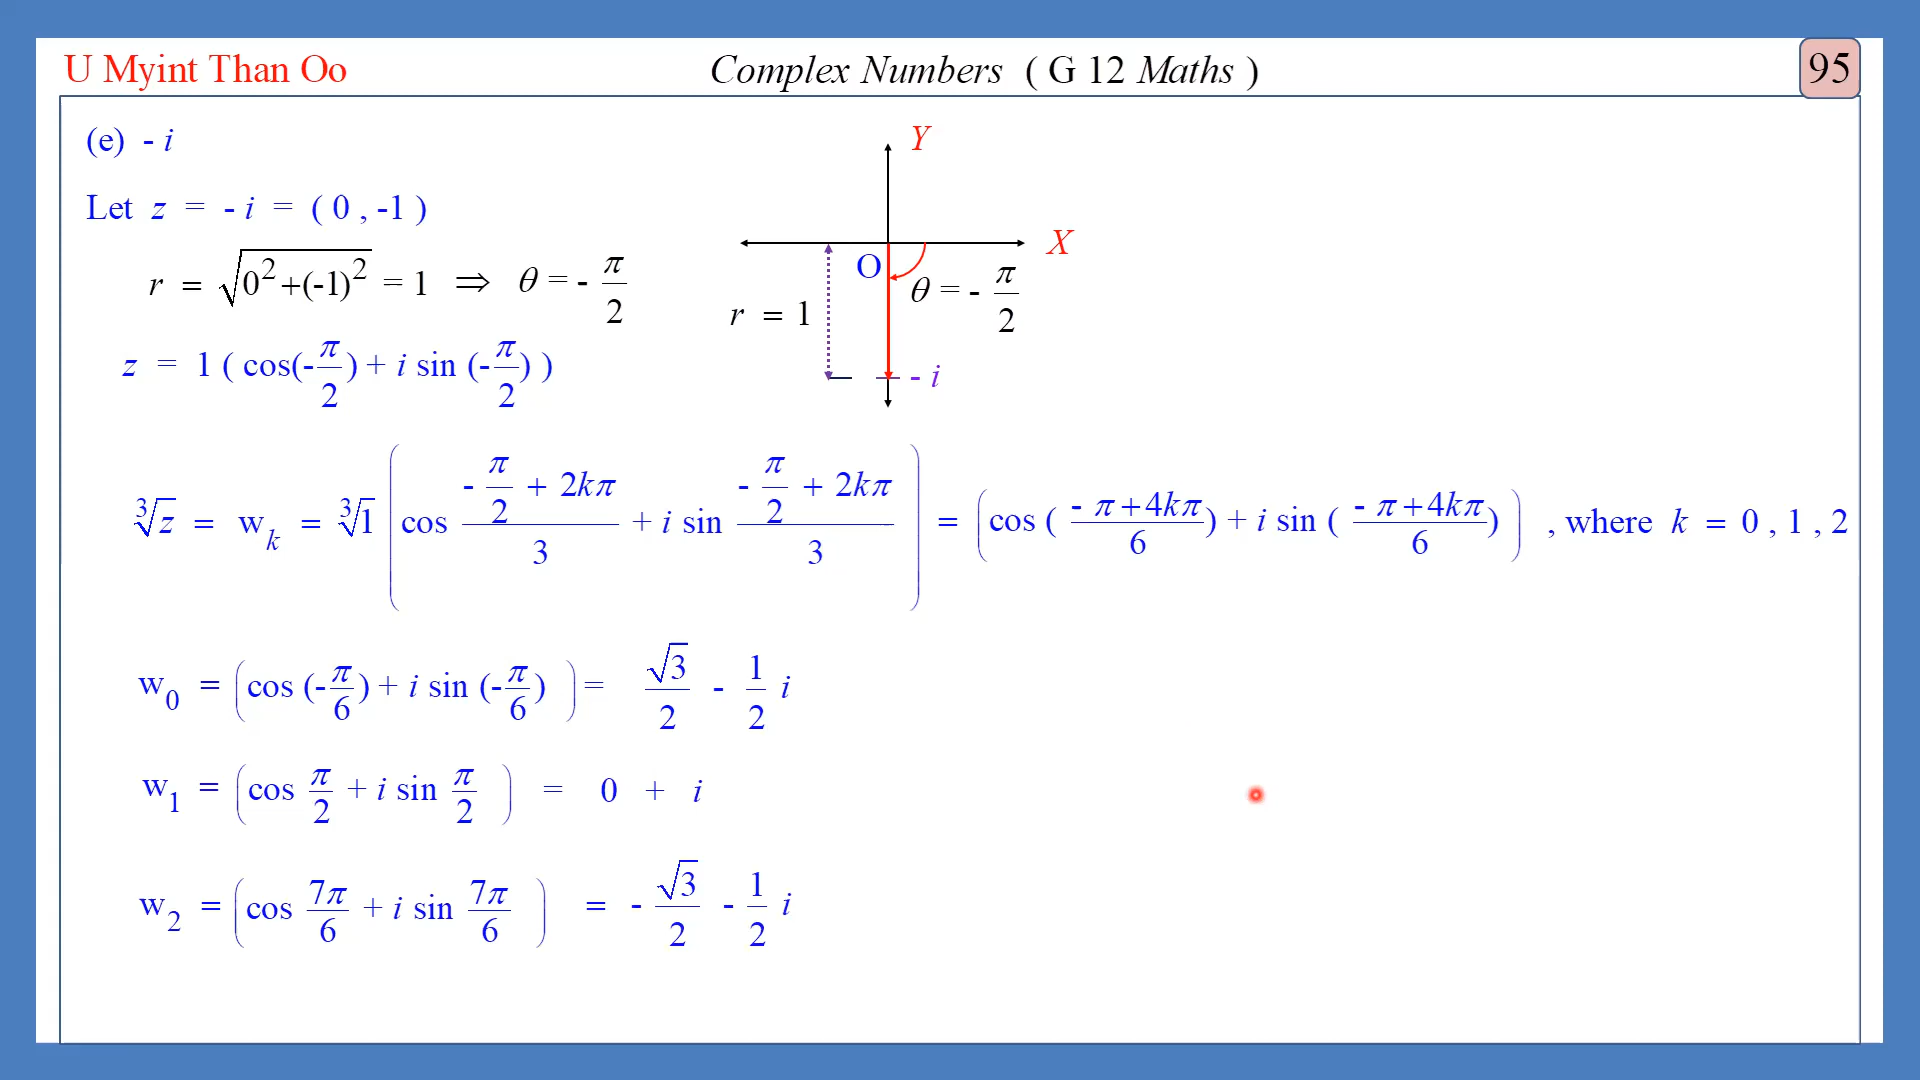 U Myint Than Oo
Complex Numbers ( G 12 Maths )
95
(e) - i
Let z = - i = ( 0 , -1 )
r = √(0² +(-1)²) = 1 ⇒ θ = - π/2
z = 1 ( cos(-π/2) + i sin (-π/2) )
Y
X
O
θ = - π/2
r = 1
- i
∛z = w_k = ∛1 ( cos (- π/2 + 2kπ)/3 + i sin (- π/2 + 2kπ)/3 ) = ( cos ( (- π + 4kπ)/6 ) + i sin ( (- π + 4kπ)/6 ) ) , where k = 0 , 1 , 2
w₀ = ( cos (-π/6) + i sin (-π/6) ) = √3/2 - 1/2 i
w₁ = ( cos π/2 + i sin π/2 ) = 0 + i
w₂ = ( cos 7π/6 + i sin 7π/6 ) = - √3/2 - 1/2 i